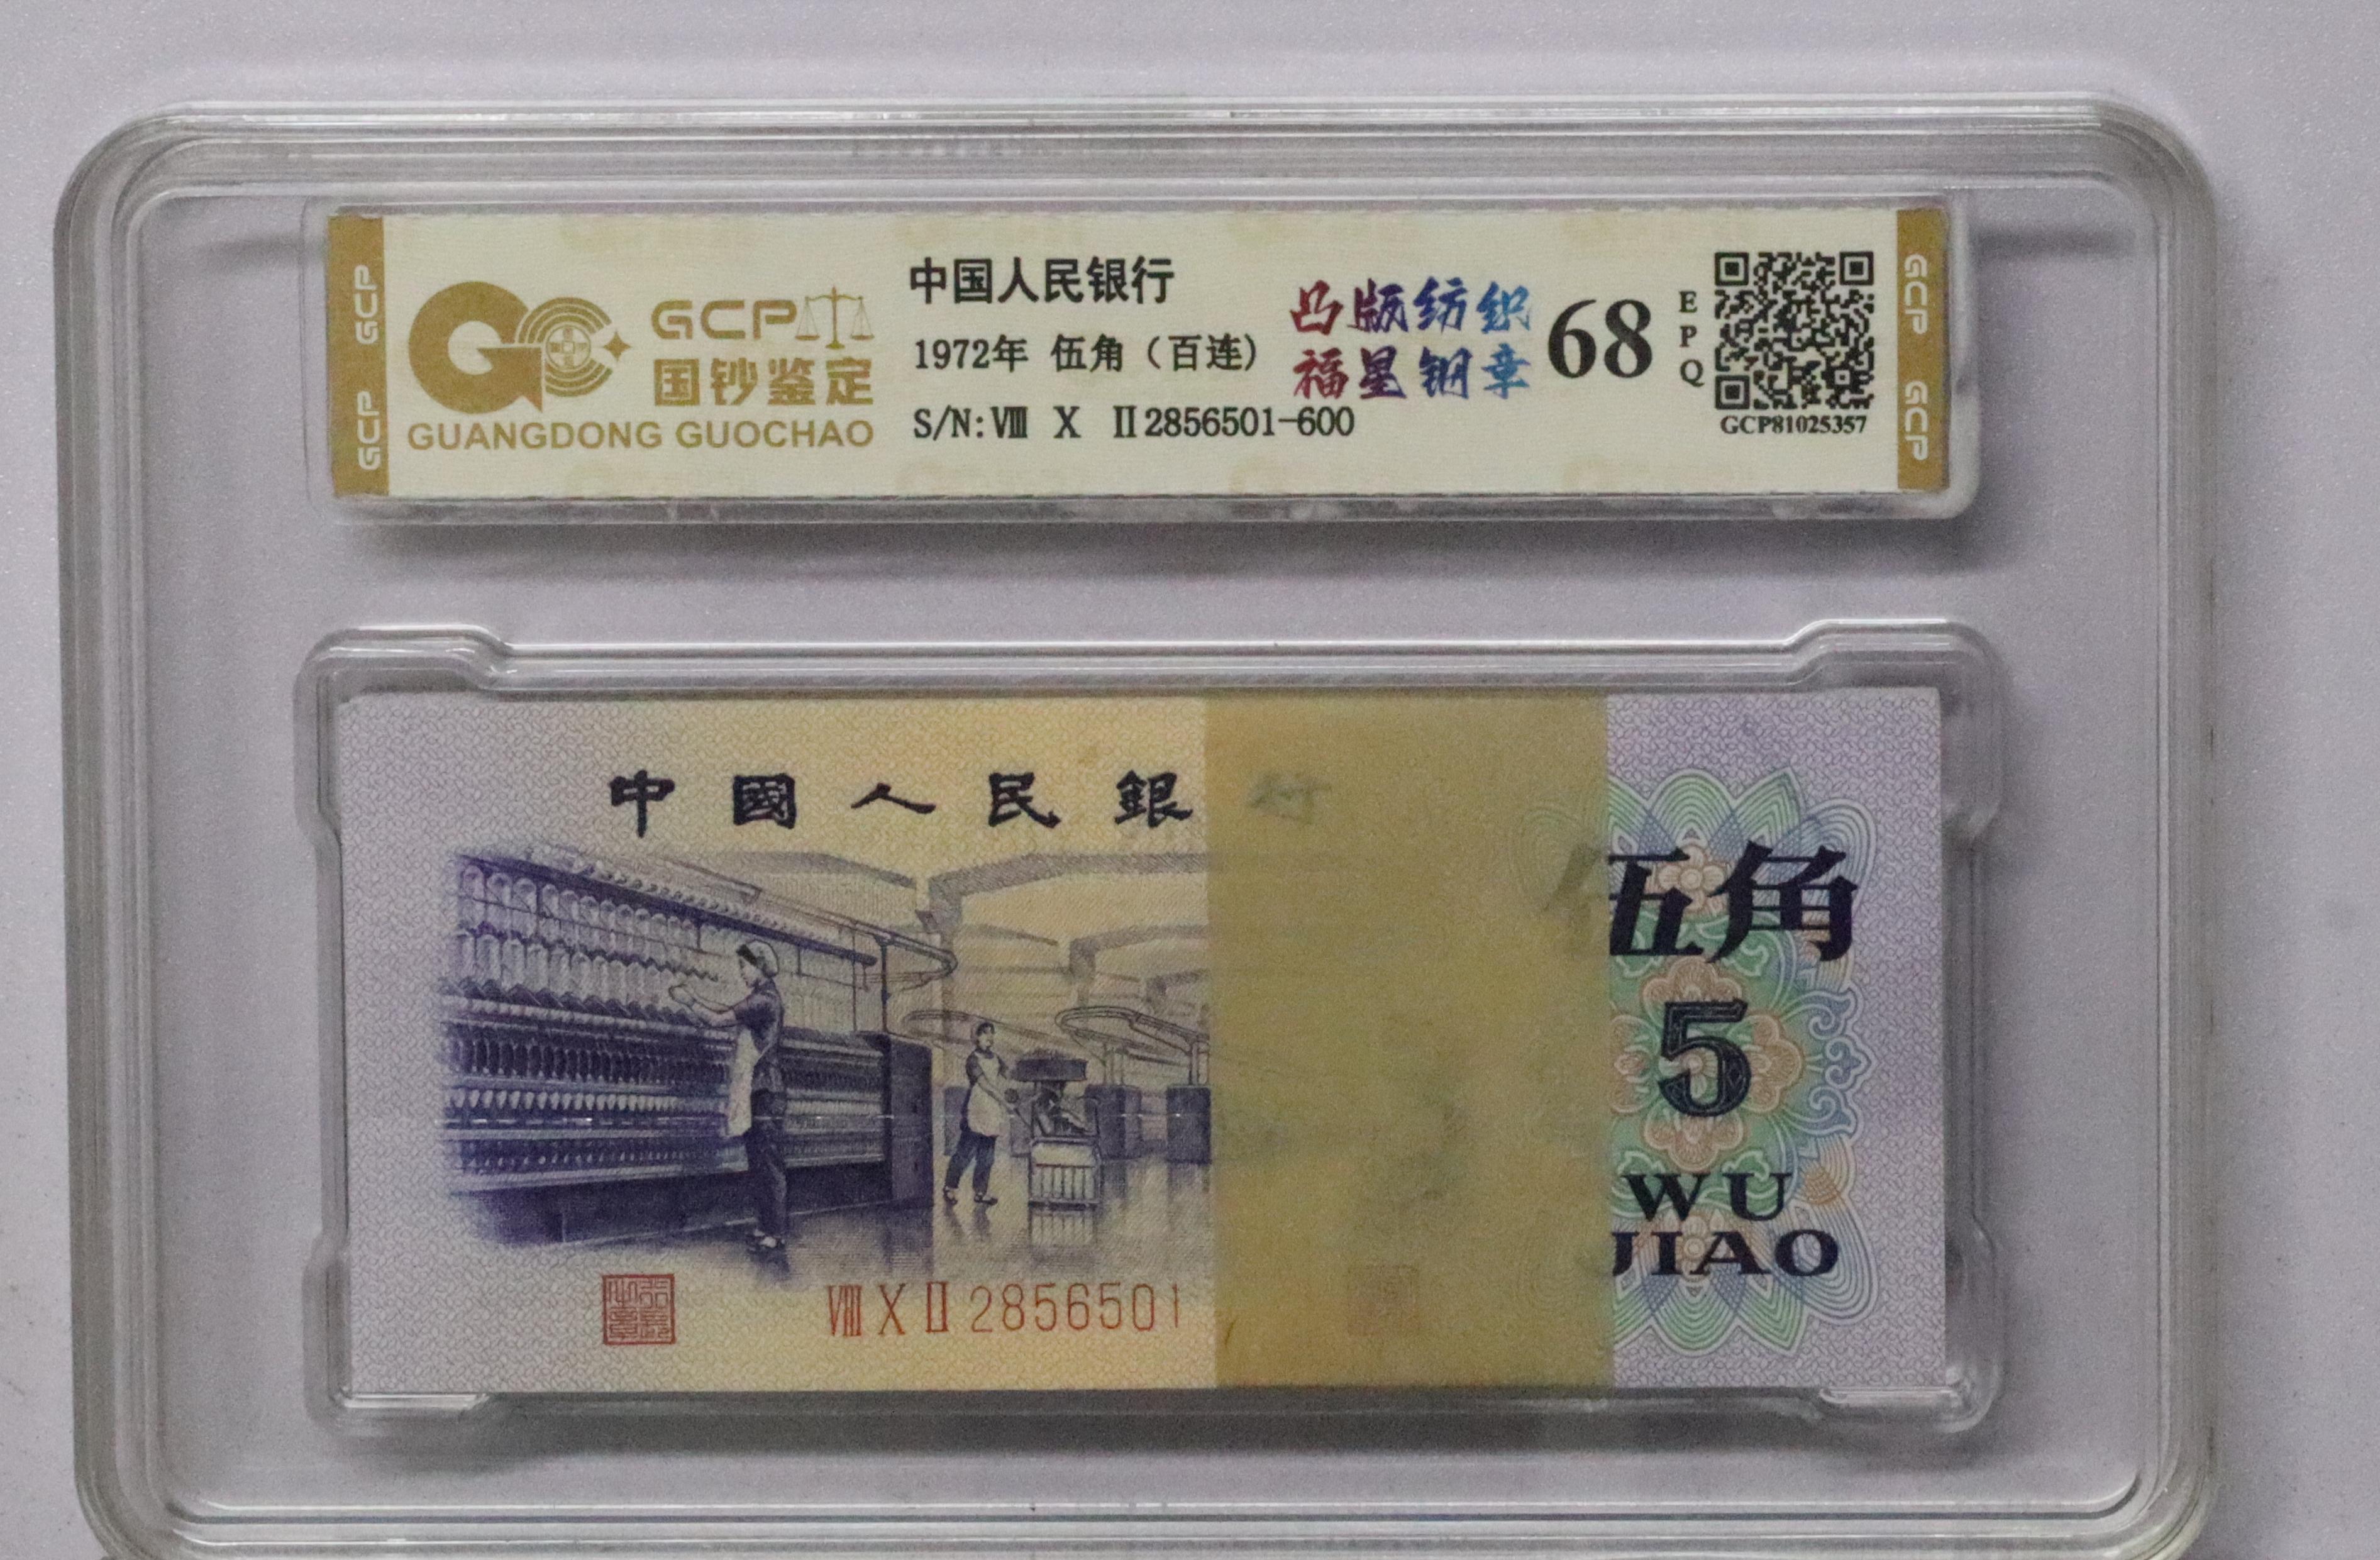 GCP GCP
GCP
国钞鉴定
GUANGDONG GUOCHAO
中国人民银行
1972年 伍角（百连）
S/N:Ⅷ Ⅹ Ⅱ2856501-600
凸版纺织
福星钢章
68
EPQ
GCP81025357
GCP GCP
中國人民銀行
伍角
5
WU
JIAO
Ⅷ Ⅹ Ⅱ 2856501